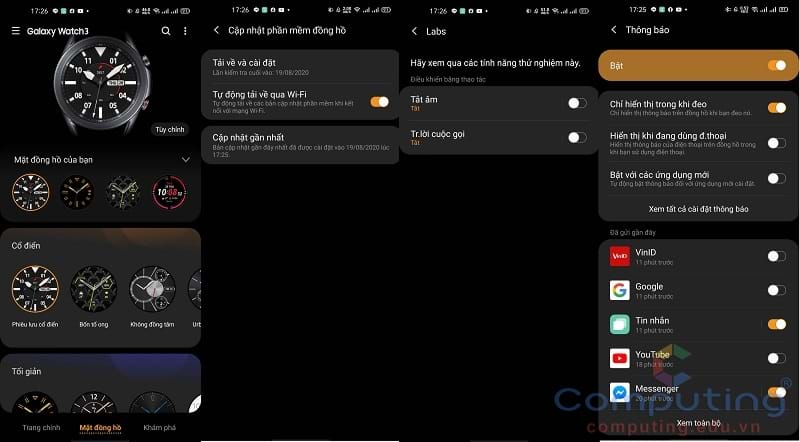 17:26
Galaxy Watch3
Tùy chỉnh
Mặt đồng hồ của bạn
Cổ điển
Phiêu lưu cổ điển
Bốn tố ong
Không đồng tâm
Urb
Tối giản
Trang chính
Mặt đồng hồ
Khám phá
17:26
Cập nhật phần mềm đồng hồ
Tải về và cài đặt
Lần kiểm tra cuối vào: 19/08/2020
Tự động tải về qua Wi-Fi
Tự động tải về các bản cập nhật phần mềm khi kết
nối với mạng Wi-Fi.
Cập nhật gần nhất
Bản cập nhật gần đây nhất đã được cài đặt vào 19/08/2020 lúc
17:25.
17:26
Labs
Hãy xem qua các tính năng thử nghiệm này.
Điều khiển bằng thao tác
Tắt âm
Tắt
Tr.lời cuộc gọi
Tắt
17:25
Thông báo
Bật
Chỉ hiển thị trong khi đeo
Chỉ hiển thị thông báo trên đồng hồ khi bạn đeo nó.
Hiển thị khi đang dùng đ.thoại
Hiển thị thông báo của điện thoại trên đồng hồ trong
khi bạn sử dụng điện thoại.
Bật với các ứng dụng mới
Tự động bật thông báo đối với ứng dụng mới cài đặt.
Xem tất cả cài đặt thông báo
Đã gửi gần đây
VinID
11 phút trước
Google
11 phút trước
Tin nhắn
11 phút trước
YouTube
18 phút trước
Messenger
20 phút trước
Xem toàn bộ
Computing®
computing.edu.vn